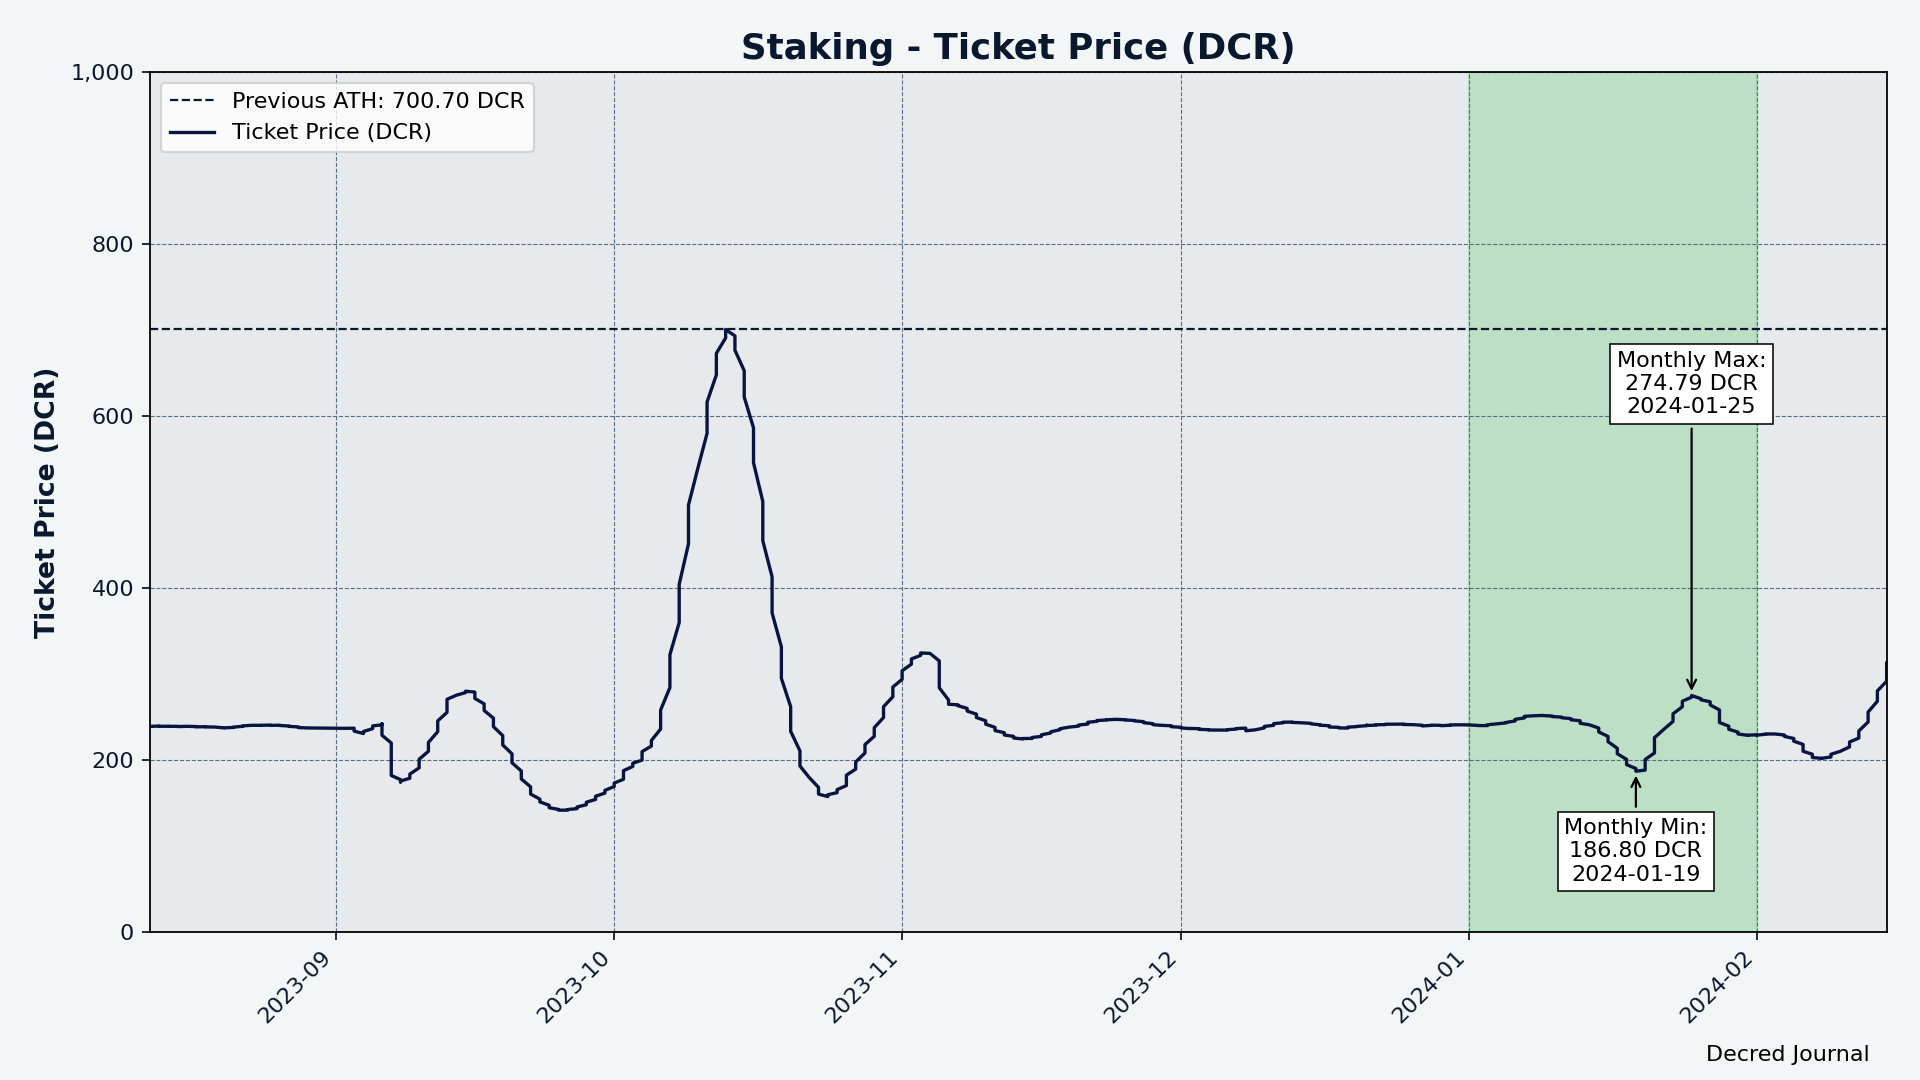 Staking - Ticket Price (DCR)
Previous ATH: 700.70 DCR
Ticket Price (DCR)
Ticket Price (DCR)
1,000
800
600
400
200
0
Monthly Max:
274.79 DCR
2024-01-25
Monthly Min:
186.80 DCR
2024-01-19
2023-09
2023-10
2023-11
2023-12
2024-01
2024-02
Decred Journal